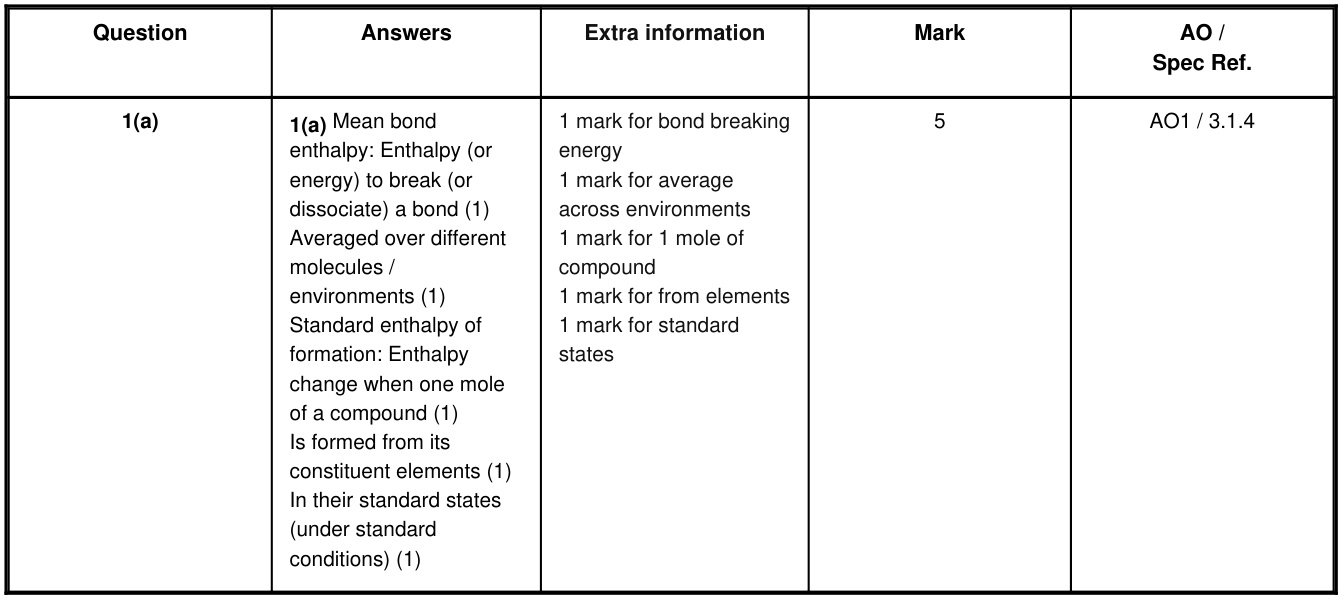 Question Answers Extra information Mark AO /
Spec Ref.
1(a)
1(a) Mean bond
enthalpy: Enthalpy (or
energy) to break (or
dissociate) a bond (1)
Averaged over different
molecules /
environments (1)
Standard enthalpy of
formation: Enthalpy
change when one mole
of a compound (1)
Is formed from its
constituent elements (1)
In their standard states
(under standard
conditions) (1)
1 mark for bond breaking
energy
1 mark for average
across environments
1 mark for 1 mole of
compound
1 mark for from elements
1 mark for standard
states
5
AO1 / 3.1.4